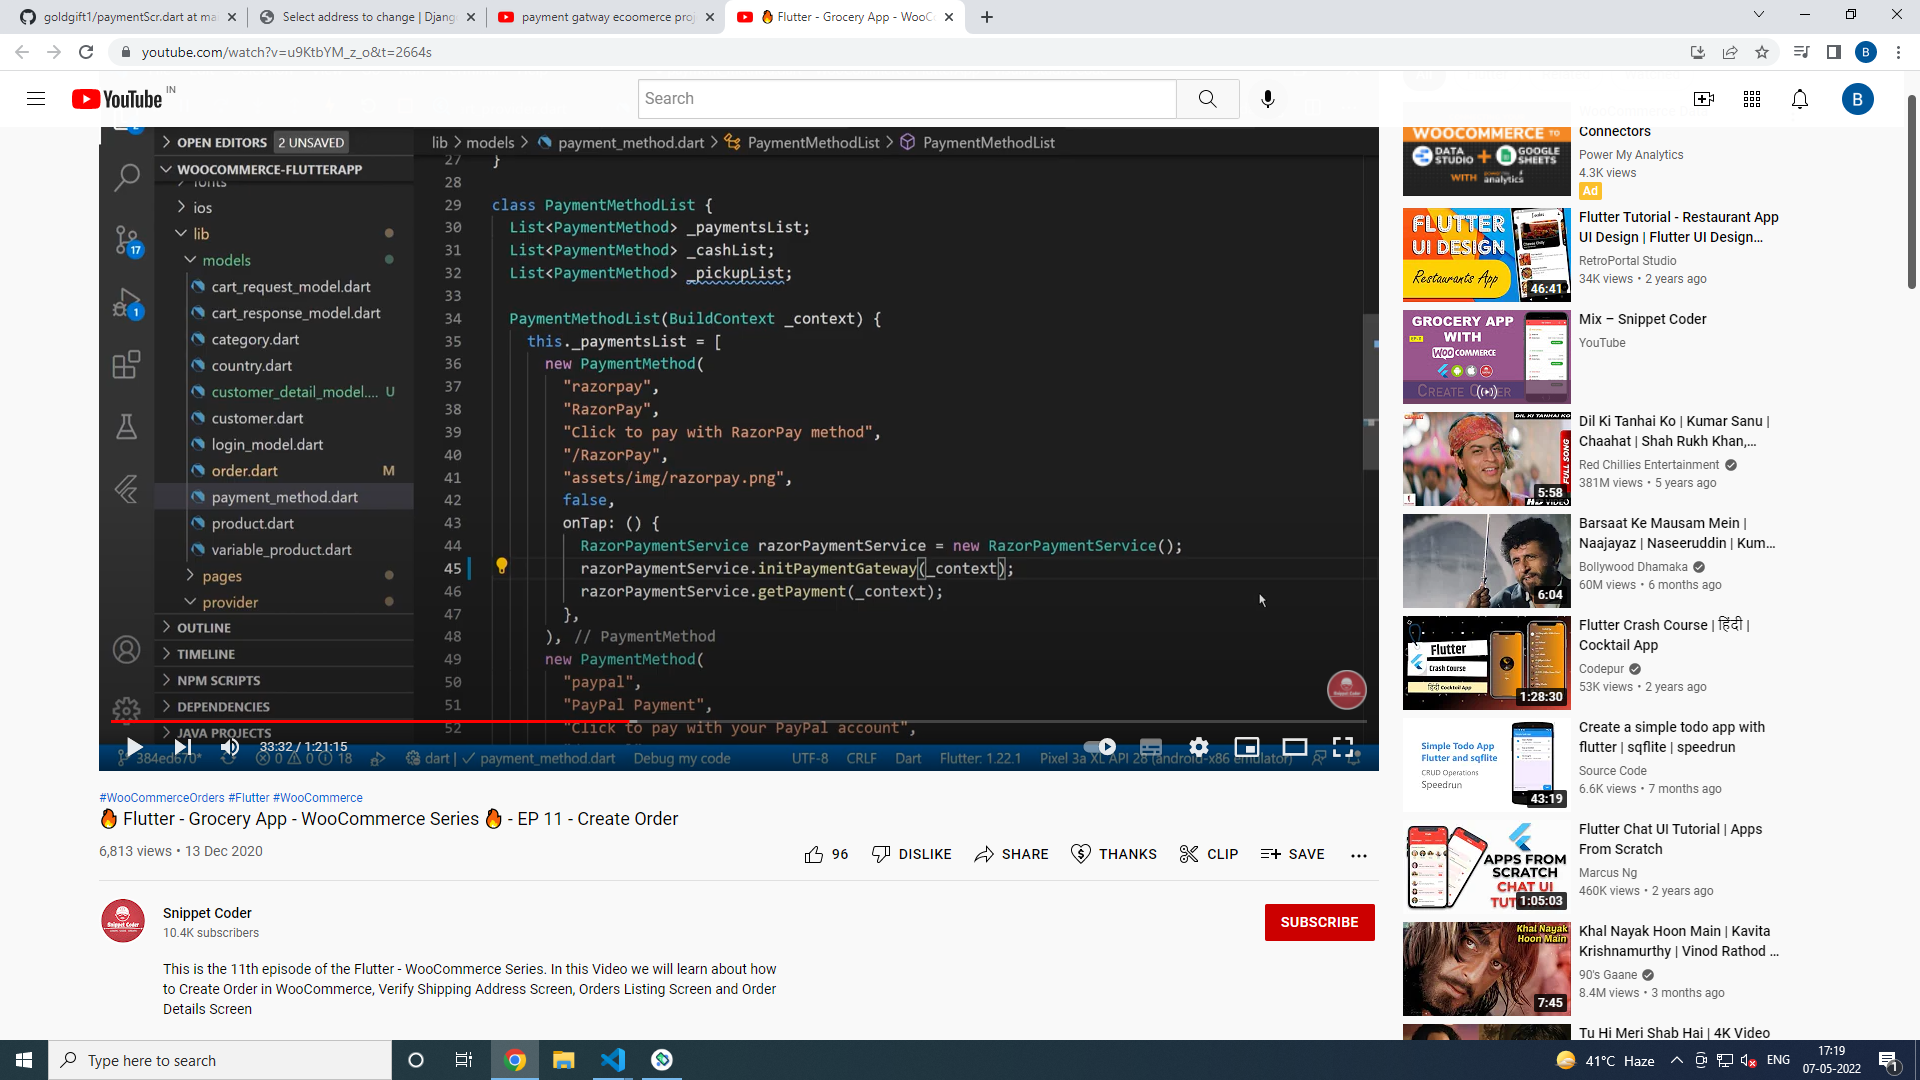 goldgift1/paymentScr.dart at ma
Select address to change | Djang
payment gatway ecoomerce proj
🔥 Flutter - Grocery App - WooC
youtube.com/watch?v=u9KtbYM_z_o&t=2664s
B
YouTube IN
Search
B
OPEN EDITORS 2 UNSAVED
lib > models > payment_method.dart > PaymentMethodList > PaymentMethodList
WOOCOMMERCE-FLUTTERAPP
fonts
ios
lib
models
cart_request_model.dart
cart_response_model.dart
category.dart
country.dart
customer_detail_model.... U
customer.dart
login_model.dart
order.dart M
payment_method.dart
product.dart
variable_product.dart
pages
provider
OUTLINE
TIMELINE
NPM SCRIPTS
DEPENDENCIES
JAVA PROJECTS
17
1
27 }
28
29 class PaymentMethodList {
30 List<PaymentMethod> _paymentsList;
31 List<PaymentMethod> _cashList;
32 List<PaymentMethod> _pickupList;
33
34 PaymentMethodList(BuildContext _context) {
35 this._paymentsList = [
36 new PaymentMethod(
37 "razorpay",
38 "RazorPay",
39 "Click to pay with RazorPay method",
40 "/RazorPay",
41 "assets/img/razorpay.png",
42 false,
43 onTap: () {
44 RazorPaymentService razorPaymentService = new RazorPaymentService();
45 razorPaymentService.initPaymentGateway(_context);
46 razorPaymentService.getPayment(_context);
47 },
48 ), // PaymentMethod
49 new PaymentMethod(
50 "paypal",
51 "PayPal Payment",
52 "Click to pay with your PayPal account",
33:32 / 1:21:15
384ed670* 0 0 18 dart | payment_method.dart Debug my code UTF-8 CRLF Dart Flutter: 1.22.1 Pixel 3a XL API 28 (android-x86 emulator)
#WooCommerceOrders #Flutter #WooCommerce
🔥 Flutter - Grocery App - WooCommerce Series 🔥 - EP 11 - Create Order
6,813 views • 13 Dec 2020
96 DISLIKE SHARE THANKS CLIP SAVE
Snippet Coder
10.4K subscribers
SUBSCRIBE
This is the 11th episode of the Flutter - WooCommerce Series. In this Video we will learn about how
to Create Order in WooCommerce, Verify Shipping Address Screen, Orders Listing Screen and Order
Details Screen
WOOCOMMERCE TO
DATA STUDIO + GOOGLE SHEETS
WITH power my analytics
Connectors
Power My Analytics
4.3K views
Ad
FLUTTER
UI DESIGN
Restaurants App
46:41
Flutter Tutorial - Restaurant App
UI Design | Flutter UI Design...
RetroPortal Studio
34K views • 2 years ago
GROCERY APP
WITH
WOO COMMERCE
CREATE ORDER
Mix – Snippet Coder
YouTube
DIL KI TANHAI KO
FULL SONG
HD VIDEO
5:58
Dil Ki Tanhai Ko | Kumar Sanu |
Chaahat | Shah Rukh Khan,...
Red Chillies Entertainment
381M views • 5 years ago
6:04
Barsaat Ke Mausam Mein |
Naajayaz | Naseeruddin | Kum...
Bollywood Dhamaka
60M views • 6 months ago
Flutter
Crash Course
हिंदी Cocktail App
1:28:30
Flutter Crash Course | हिंदी |
Cocktail App
Codepur
53K views • 2 years ago
Simple Todo App
Flutter and sqflite
CRUD Operations
Speedrun
43:19
Create a simple todo app with
flutter | sqflite | speedrun
Source Code
6.6K views • 7 months ago
APPS FROM
SCRATCH
CHAT UI
TUT
1:05:03
Flutter Chat UI Tutorial | Apps
From Scratch
Marcus Ng
460K views • 2 years ago
Khal Nayak
Hoon Main
7:45
Khal Nayak Hoon Main | Kavita
Krishnamurthy | Vinod Rathod ...
90's Gaane
8.4M views • 3 months ago
Tu Hi Meri Shab Hai | 4K Video
Type here to search
41°C Haze
ENG
17:19
07-05-2022
1